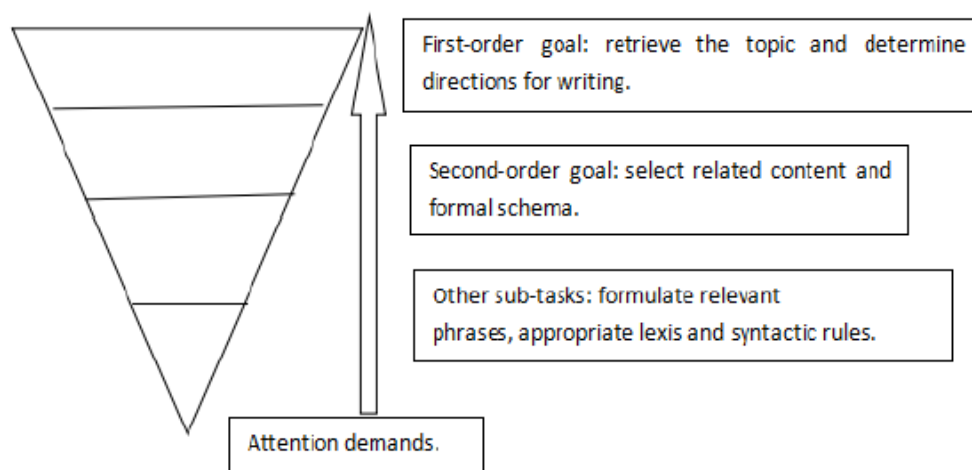 First-order goal: retrieve the topic and determine
directions for writing.
Second-order goal: select related content and
formal schema.
Other sub-tasks: formulate relevant
phrases, appropriate lexis and syntactic rules.
Attention demands.